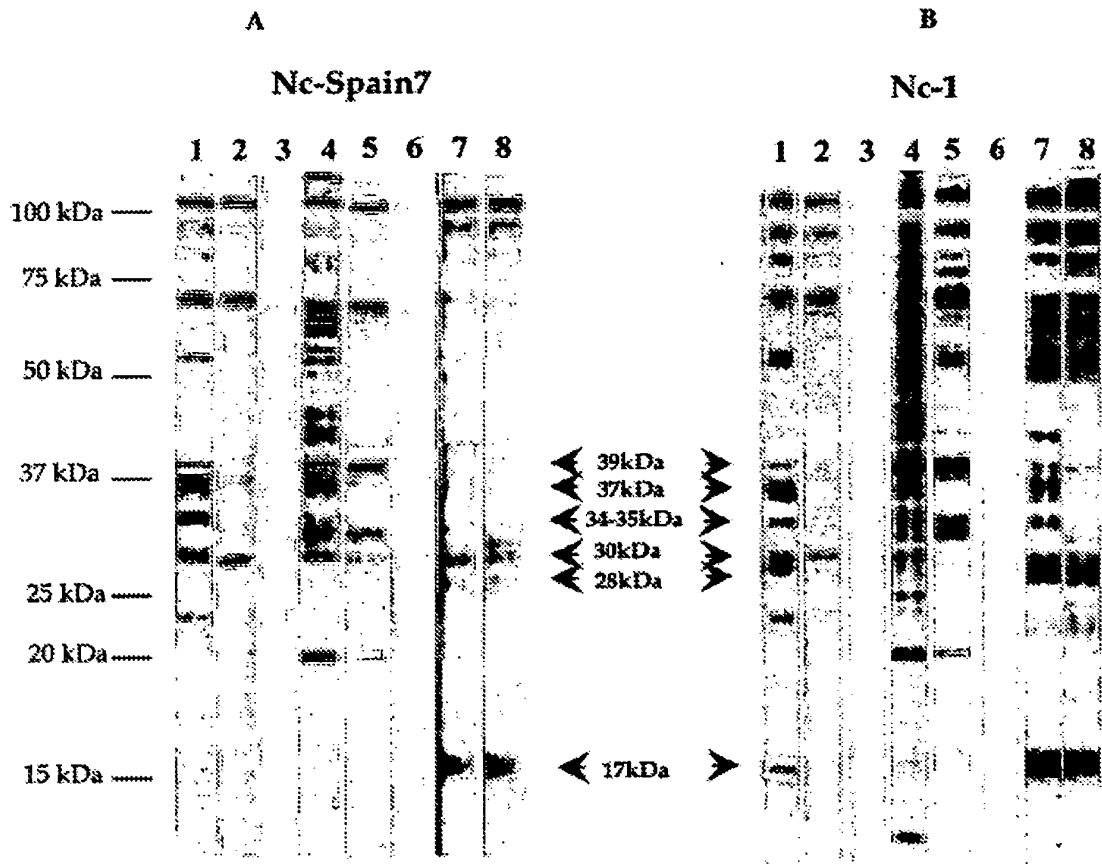 A
B
Nc-Spain7
Nc-1
1 2 3 4 5 6 7 8
1 2 3 4 5 6 7 8
100 kDa
75 kDa
50 kDa
37 kDa
25 kDa
20 kDa
15 kDa
39kDa
37kDa
34-35kDa
30kDa
28kDa
17kDa